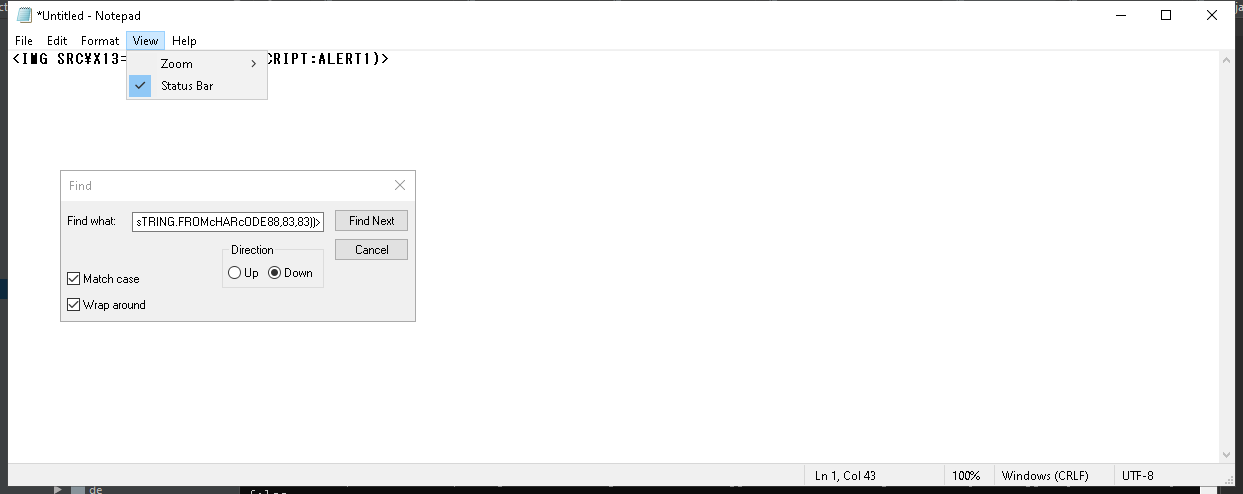 *Untitled - Notepad
File Edit Format View Help
<IMG SRC¥X13= CRIPT:ALERT1)>
Zoom
Status Bar
Find
Find what: sTRING.FROMcHARcODE88,83,83))> Find Next
Direction Cancel
Up Down
Match case
Wrap around
Ln 1, Col 43 100% Windows (CRLF) UTF-8
de